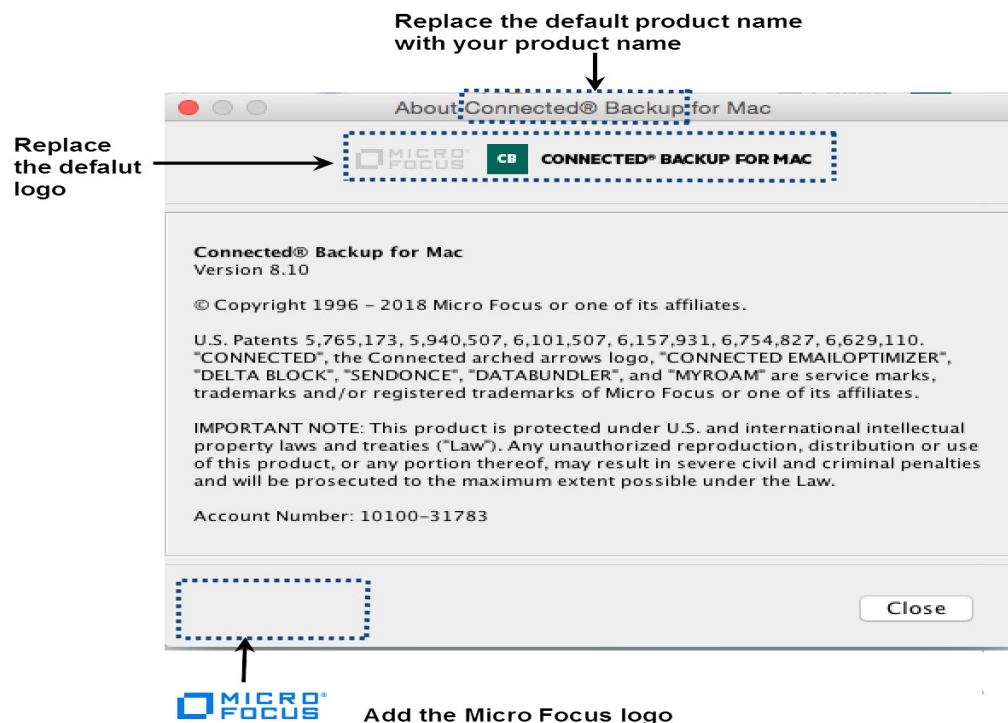 Replace the default product name
with your product name
About Connected® Backup for Mac
Replace
the defalut
logo
MICRO
FOCUS
CB CONNECTED® BACKUP FOR MAC
Connected® Backup for Mac
Version 8.10
© Copyright 1996 – 2018 Micro Focus or one of its affiliates.
U.S. Patents 5,765,173, 5,940,507, 6,101,507, 6,157,931, 6,754,827, 6,629,110.
"CONNECTED", the Connected arched arrows logo, "CONNECTED EMAILOPTIMIZER",
"DELTA BLOCK", "SENDONCE", "DATABUNDLER", and "MYROAM" are service marks,
trademarks and/or registered trademarks of Micro Focus or one of its affiliates.
IMPORTANT NOTE: This product is protected under U.S. and international intellectual
property laws and treaties ("Law"). Any unauthorized reproduction, distribution or use
of this product, or any portion thereof, may result in severe civil and criminal penalties
and will be prosecuted to the maximum extent possible under the Law.
Account Number: 10100-31783
Close
MICRO®
FOCUS
Add the Micro Focus logo